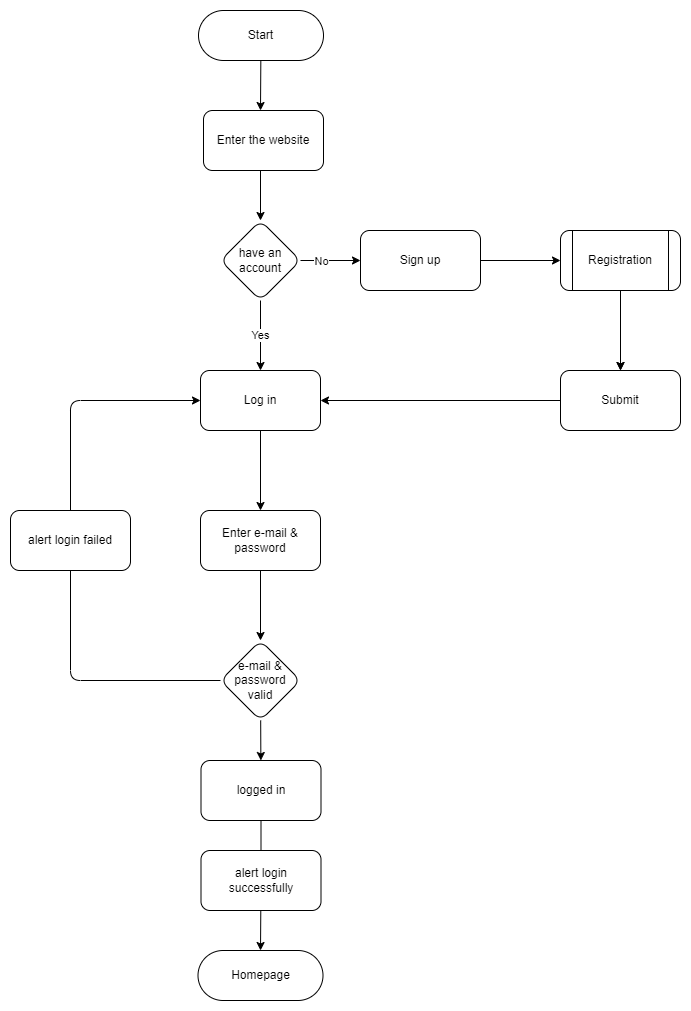 Start
Enter the website
have an
account
No
Sign up
Registration
Yes
Log in
Submit
alert login failed
Enter e-mail &
password
e-mail &
password
valid
logged in
alert login
successfully
Homepage